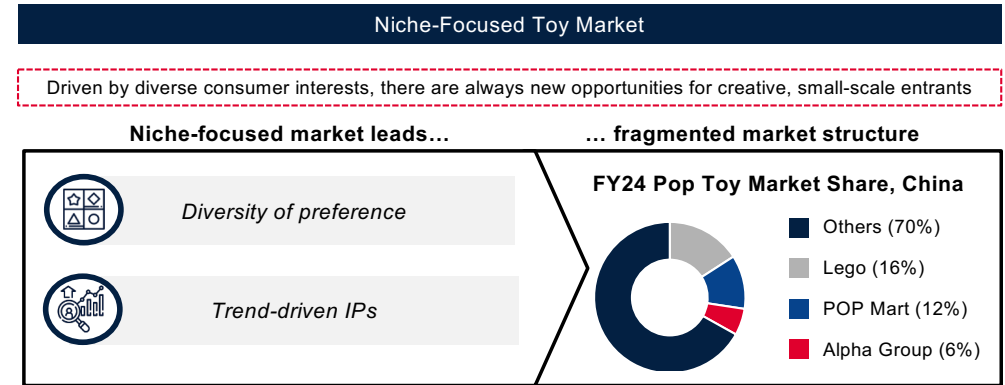 Niche-Focused Toy Market
Driven by diverse consumer interests, there are always new opportunities for creative, small-scale entrants
Niche-focused market leads…
… fragmented market structure
Diversity of preference
Trend-driven IPs
FY24 Pop Toy Market Share, China
Others (70%)
Lego (16%)
POP Mart (12%)
Alpha Group (6%)